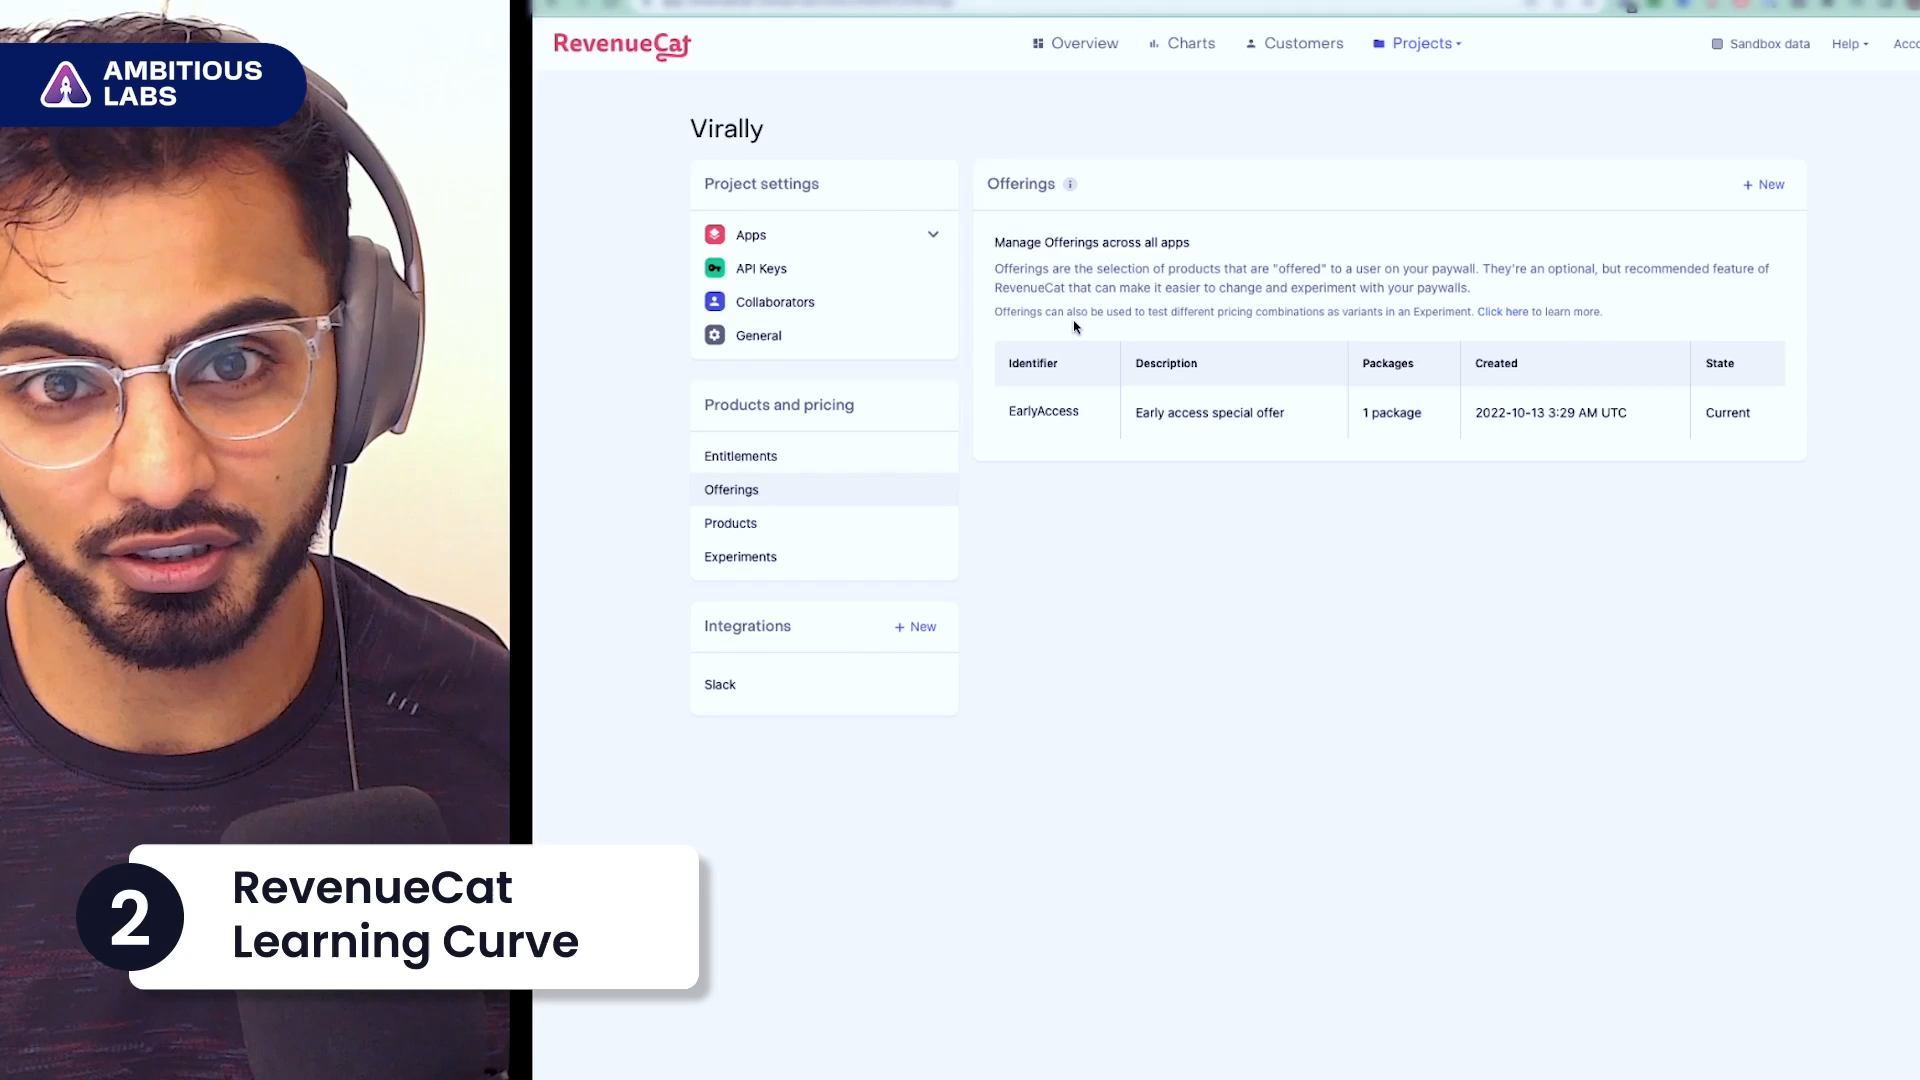 AMBITIOUS
LABS
RevenueCat
Overview
Charts
Customers
Projects
Sandbox data
Help
Virally
Project settings
Apps
API Keys
Collaborators
General
Products and pricing
Entitlements
Offerings
Products
Experiments
Integrations
+ New
Slack
Offerings
+ New
Manage Offerings across all apps
Offerings are the selection of products that are "offered" to a user on your paywall. They're an optional, but recommended feature of
RevenueCat that can make it easier to change and experiment with your paywalls.
Offerings can also be used to test different pricing combinations as variants in an Experiment. Click here to learn more.
Identifier Description Packages Created State
EarlyAccess Early access special offer 1 package 2022-10-13 3:29 AM UTC Current
2
RevenueCat
Learning Curve